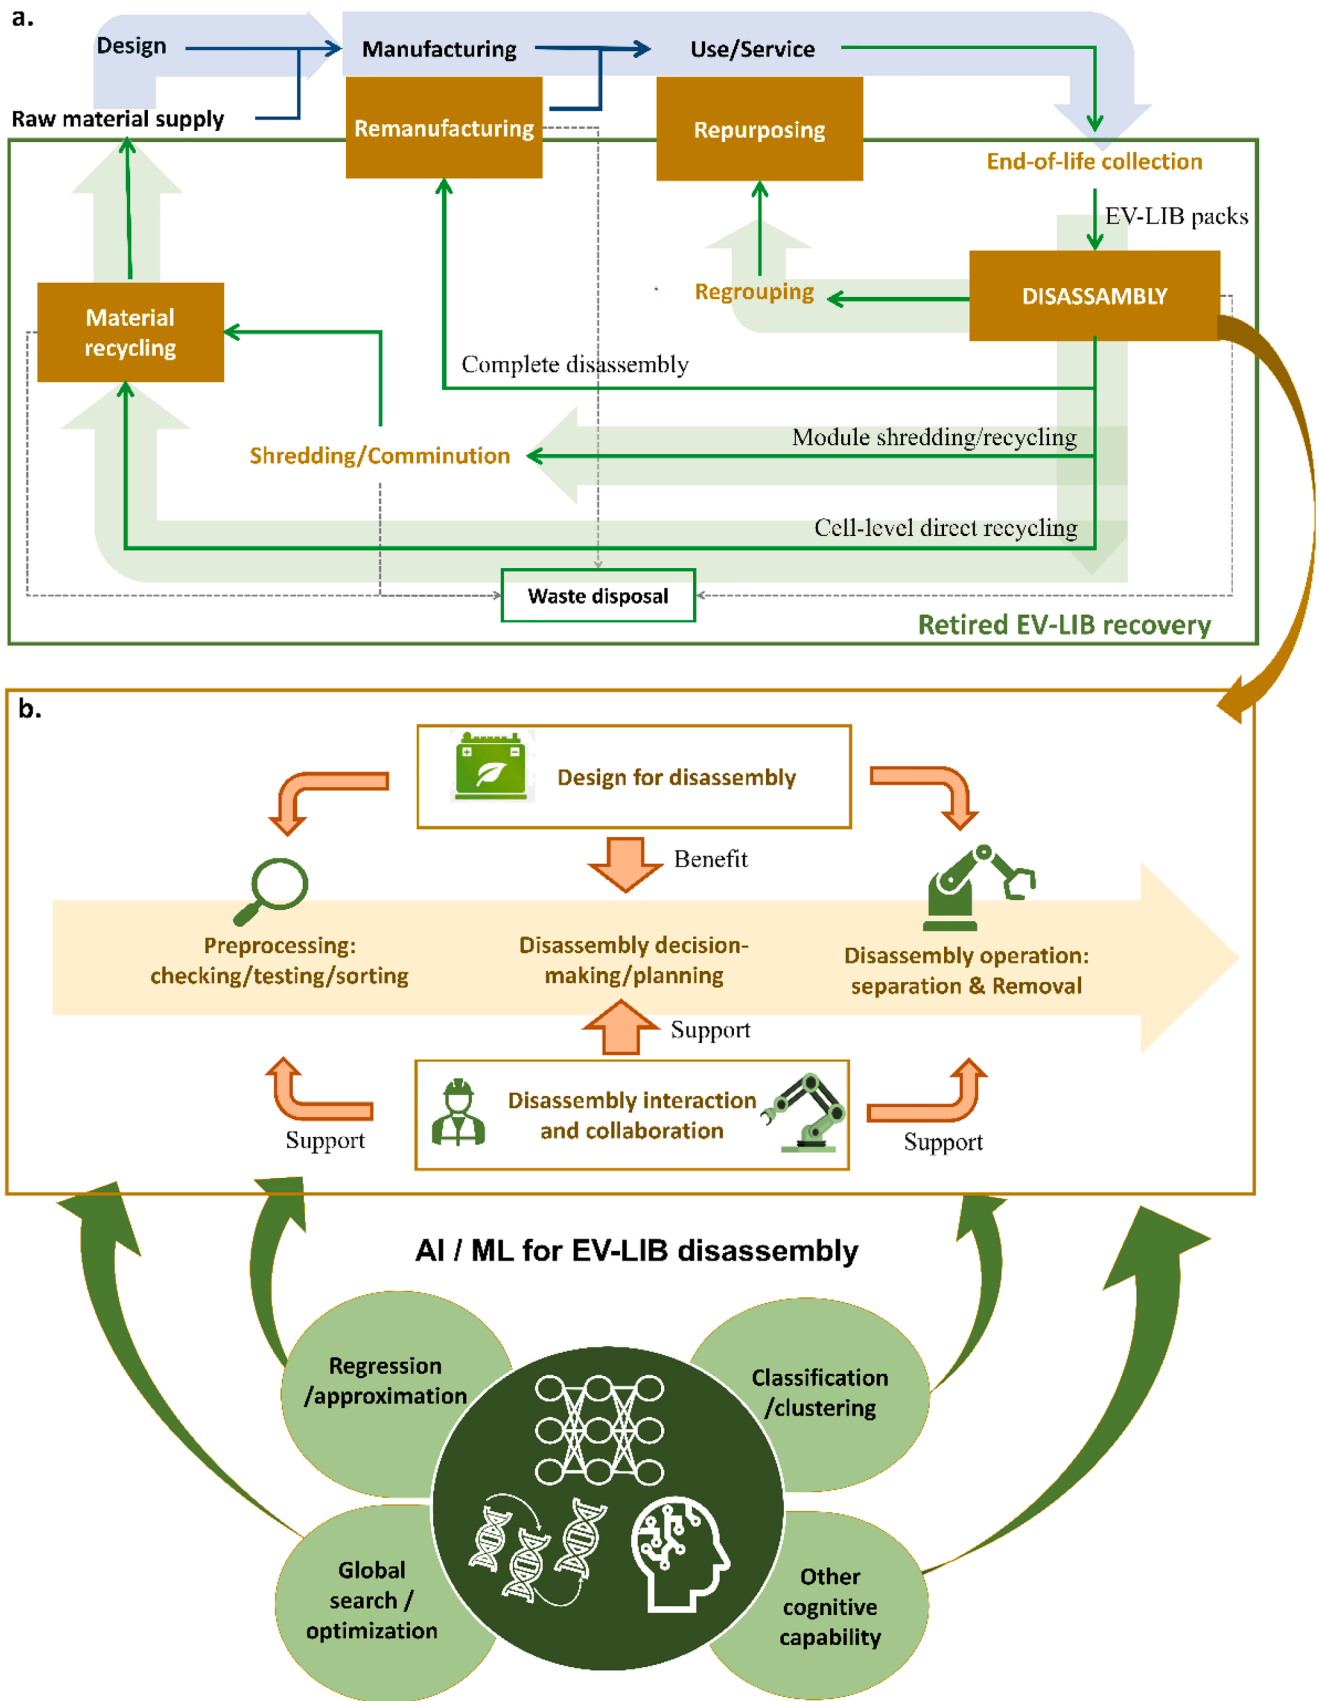 a.
Design
Manufacturing
Use/Service
Raw material supply
Remanufacturing
Repurposing
End-of-life collection
EV-LIB packs
Regrouping
DISASSAMBLY
Material
recycling
Complete disassembly
Module shredding/recycling
Shredding/Comminution
Cell-level direct recycling
Waste disposal
Retired EV-LIB recovery
b.
Design for disassembly
Benefit
Preprocessing:
checking/testing/sorting
Disassembly decision-
making/planning
Disassembly operation:
separation & Removal
Support
Disassembly interaction
and collaboration
Support
Support
AI / ML for EV-LIB disassembly
Regression
/approximation
Classification
/clustering
Global
search /
optimization
Other
cognitive
capability